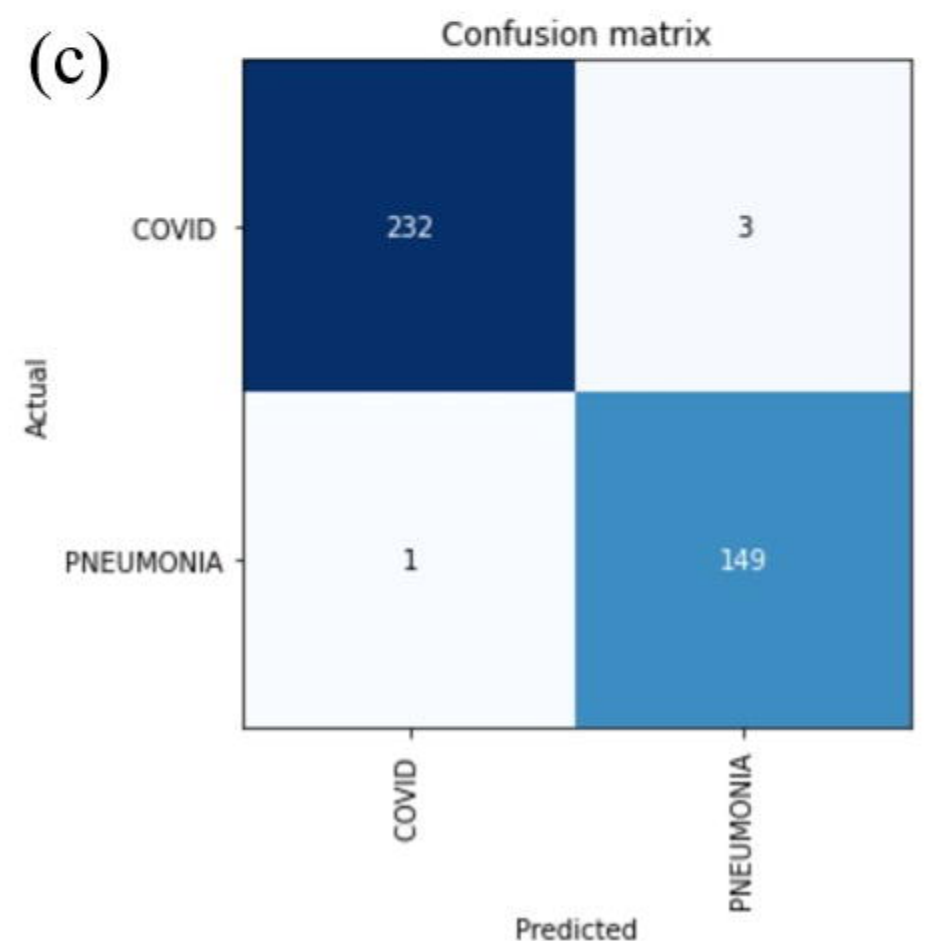 (c)
Confusion matrix
COVID
232
3
Actual
PNEUMONIA
1
149
COVID
PNEUMONIA
Predicted